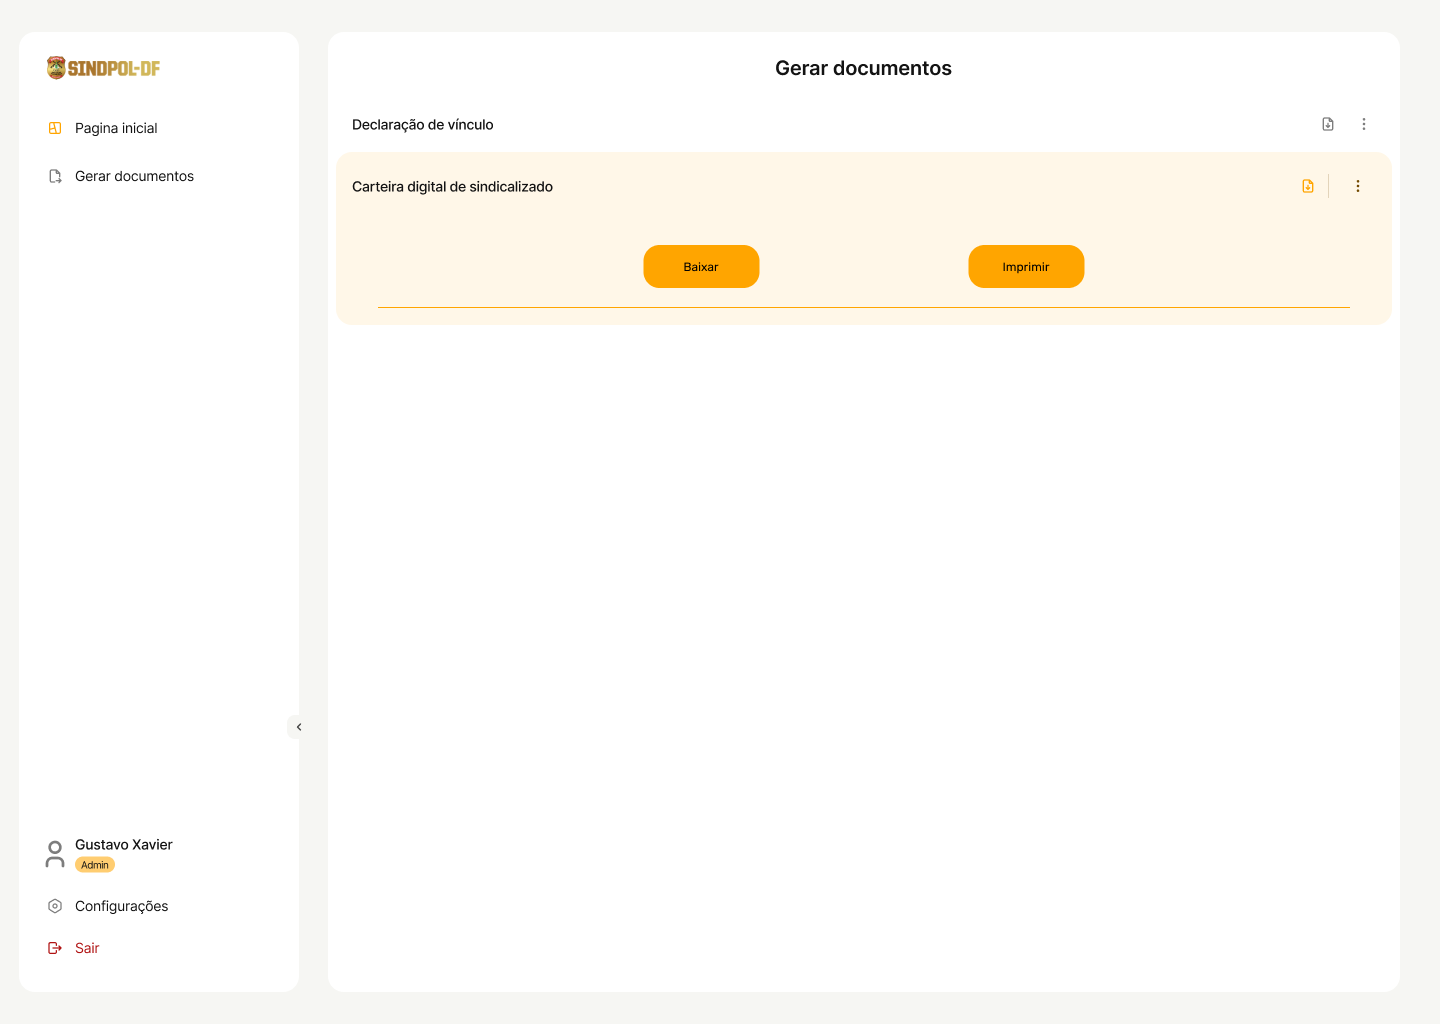 SINDPOL-DF
Pagina inicial
Gerar documentos
Gustavo Xavier
Admin
Configurações
Sair
Gerar documentos
Declaração de vínculo
Carteira digital de sindicalizado
Baixar
Imprimir